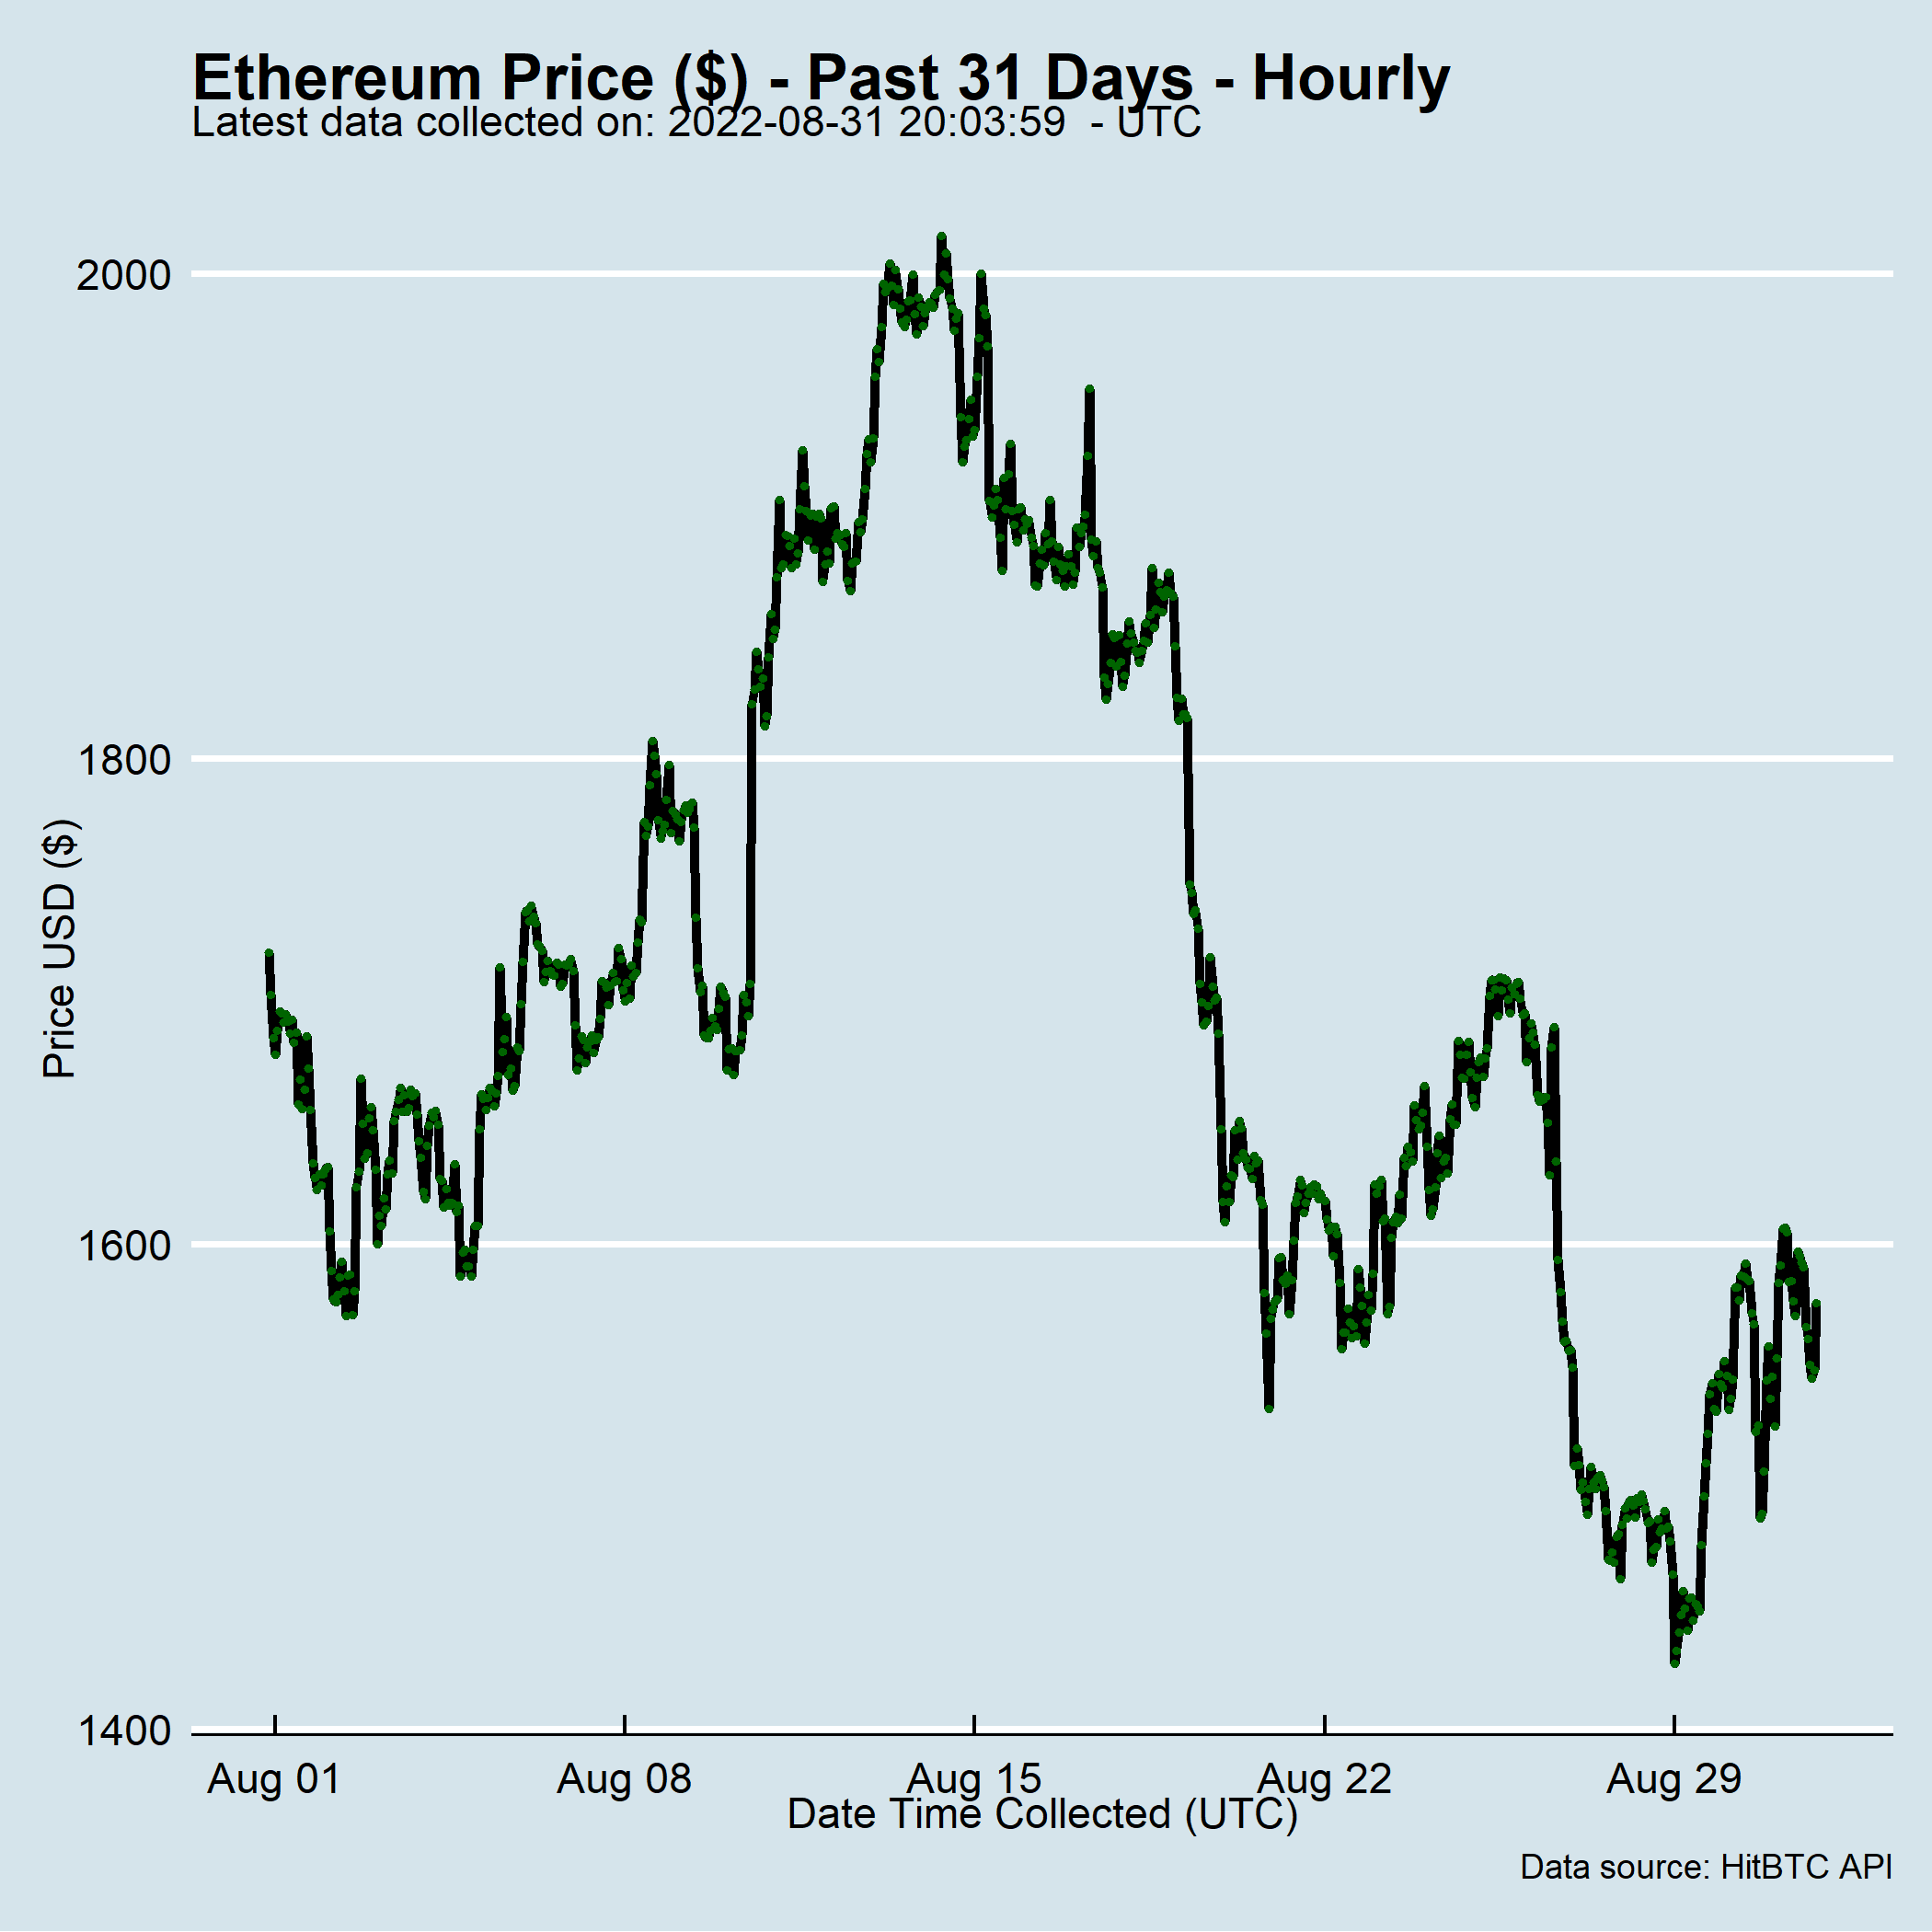 Ethereum Price ($) - Past 31 Days - Hourly
Latest data collected on: 2022-08-31 20:03:59  - UTC
2000
1800
1600
1400
Price USD ($)
Aug 01
Aug 08
Aug 15
Aug 22
Aug 29
Date Time Collected (UTC)
Data source: HitBTC API